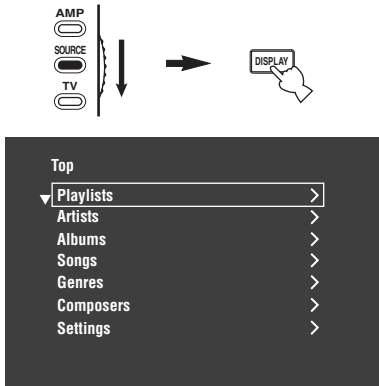 AMP
SOURCE
TV
DISPLAY
Top
Playlists
Artists
Albums
Songs
Genres
Composers
Settings